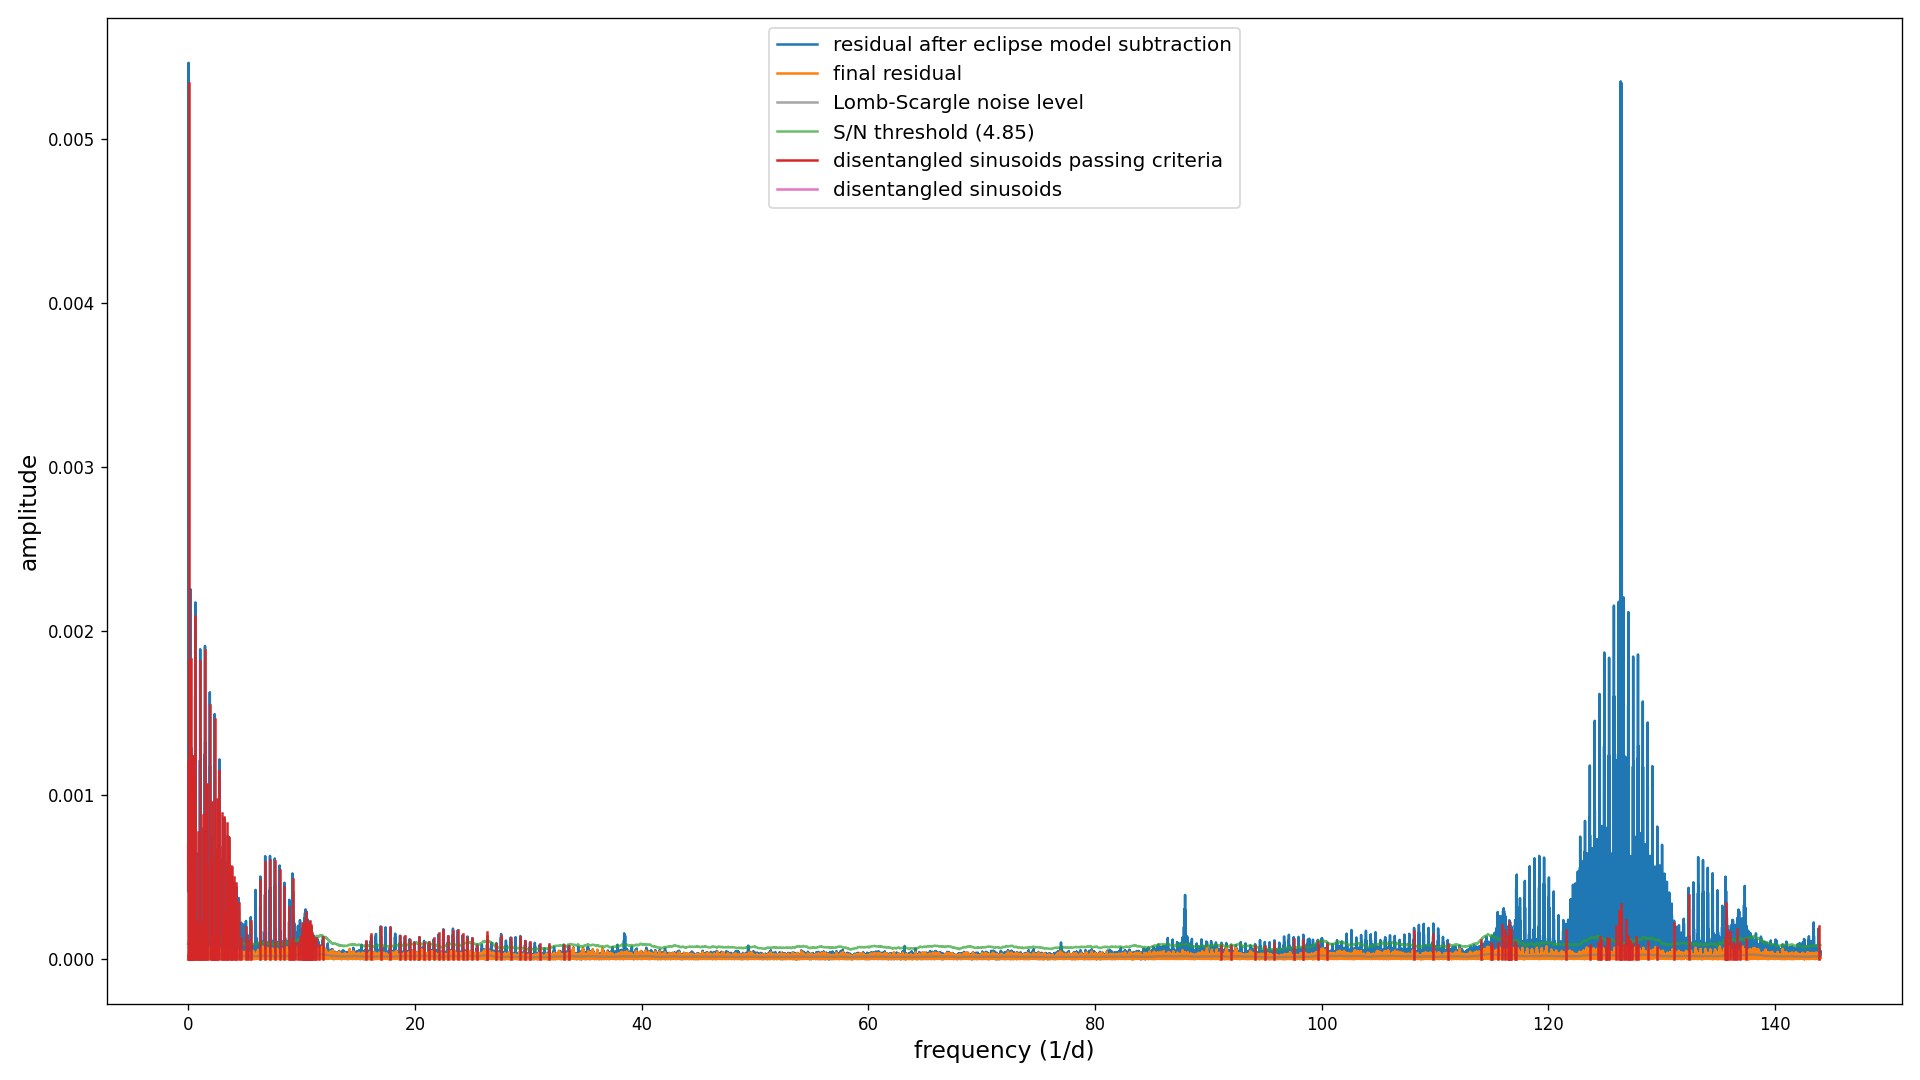 residual after eclipse model subtraction
final residual
Lomb-Scargle noise level
S/N threshold (4.85)
disentangled sinusoids passing criteria
disentangled sinusoids
0.005
0.004
0.003
0.002
0.001
0.000
amplitude
0 20 40 60 80 100 120 140
frequency (1/d)